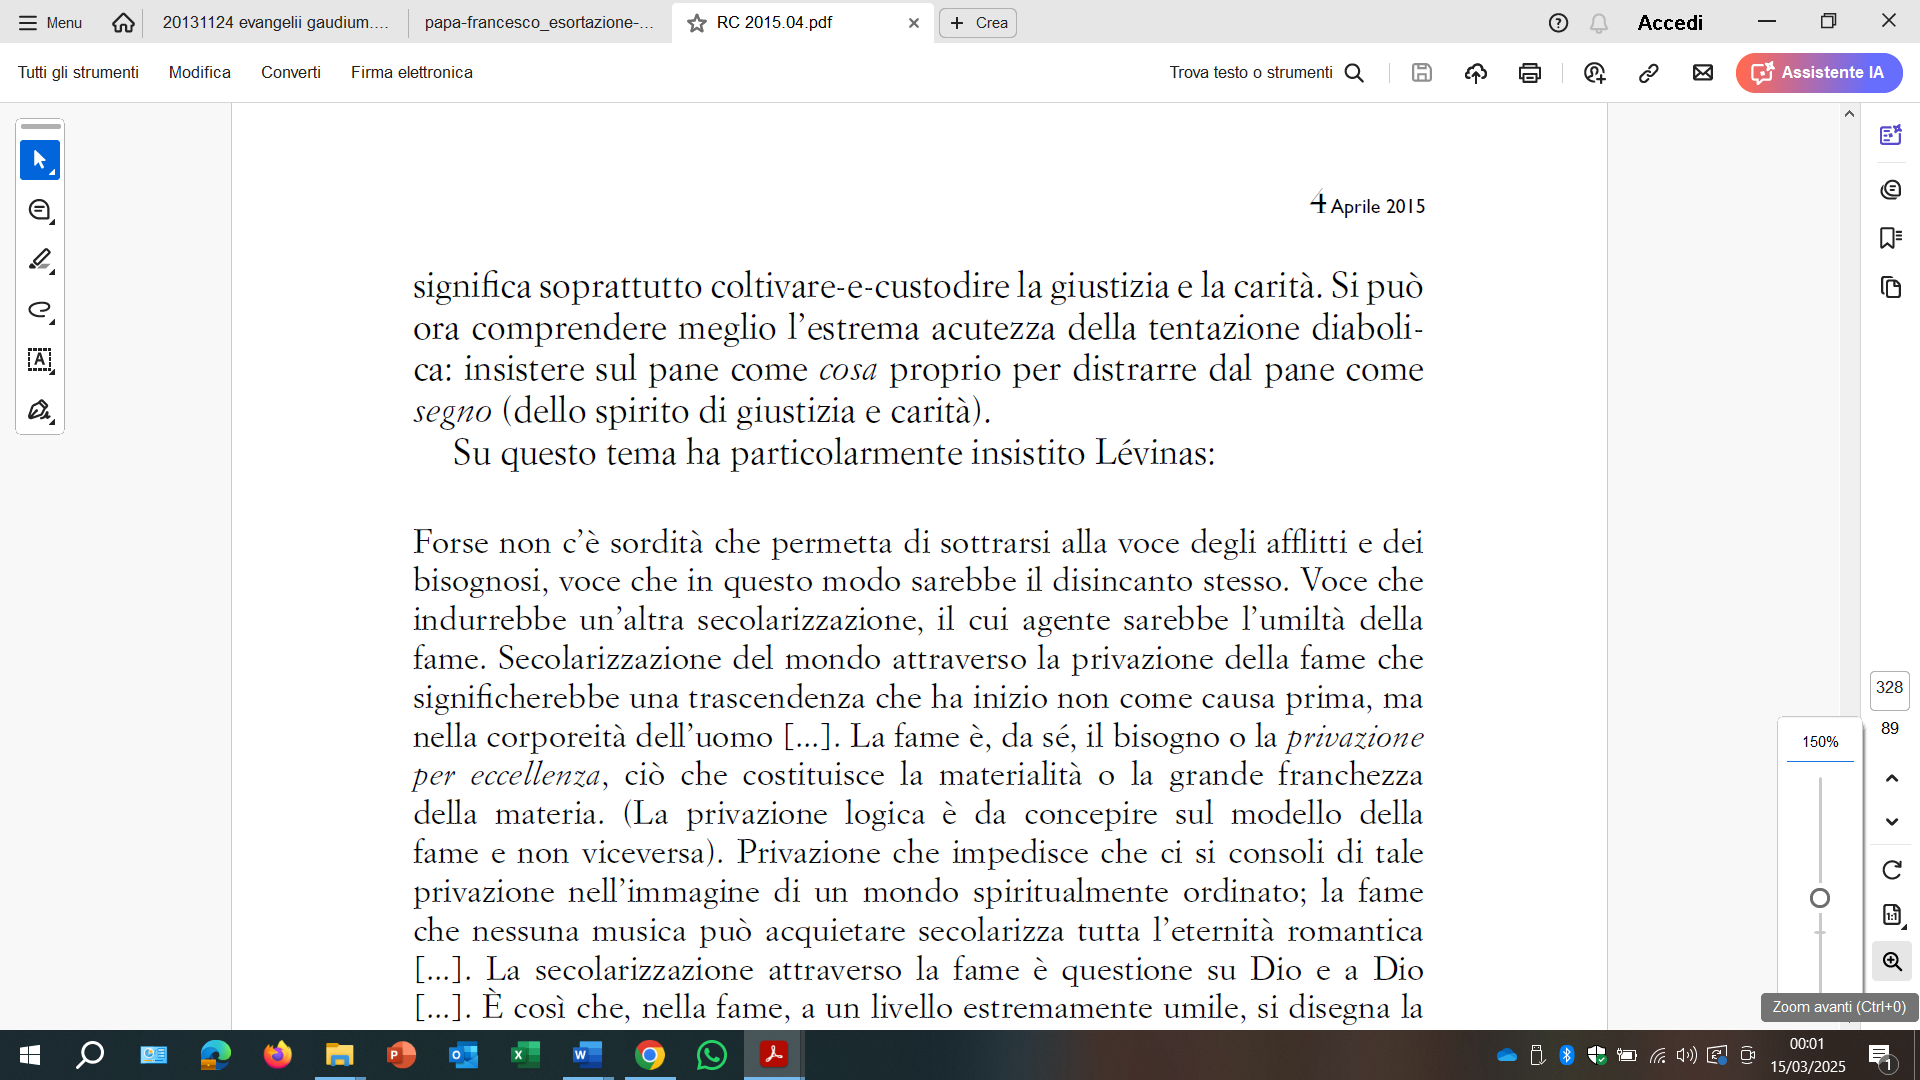 Menu
20131124 evangelii gaudium....
papa-francesco_esortazione-...
RC 2015.04.pdf
Crea
Accedi
Tutti gli strumenti
Modifica
Converti
Firma elettronica
Trova testo o strumenti
Assistente IA
4 Aprile 2015
significa soprattutto coltivare-e-custodire la giustizia e la carità. Si può
ora comprendere meglio l’estrema acutezza della tentazione diaboli-
ca: insistere sul pane come cosa proprio per distrarre dal pane come
segno (dello spirito di giustizia e carità).
Su questo tema ha particolarmente insistito Lévinas:
Forse non c’è sordità che permetta di sottrarsi alla voce degli afflitti e dei
bisognosi, voce che in questo modo sarebbe il disincanto stesso. Voce che
indurrebbe un’altra secolarizzazione, il cui agente sarebbe l’umiltà della
fame. Secolarizzazione del mondo attraverso la privazione della fame che
significherebbe una trascendenza che ha inizio non come causa prima, ma
nella corporeità dell’uomo [...]. La fame è, da sé, il bisogno o la privazione
per eccellenza, ciò che costituisce la materialità o la grande franchezza
della materia. (La privazione logica è da concepire sul modello della
fame e non viceversa). Privazione che impedisce che ci si consoli di tale
privazione nell’immagine di un mondo spiritualmente ordinato; la fame
che nessuna musica può acquietare secolarizza tutta l’eternità romantica
[...]. La secolarizzazione attraverso la fame è questione su Dio e a Dio
[...]. È così che, nella fame, a un livello estremamente umile, si disegna la
328
89
150%
Zoom avanti (Ctrl+0)
00:01
15/03/2025
1